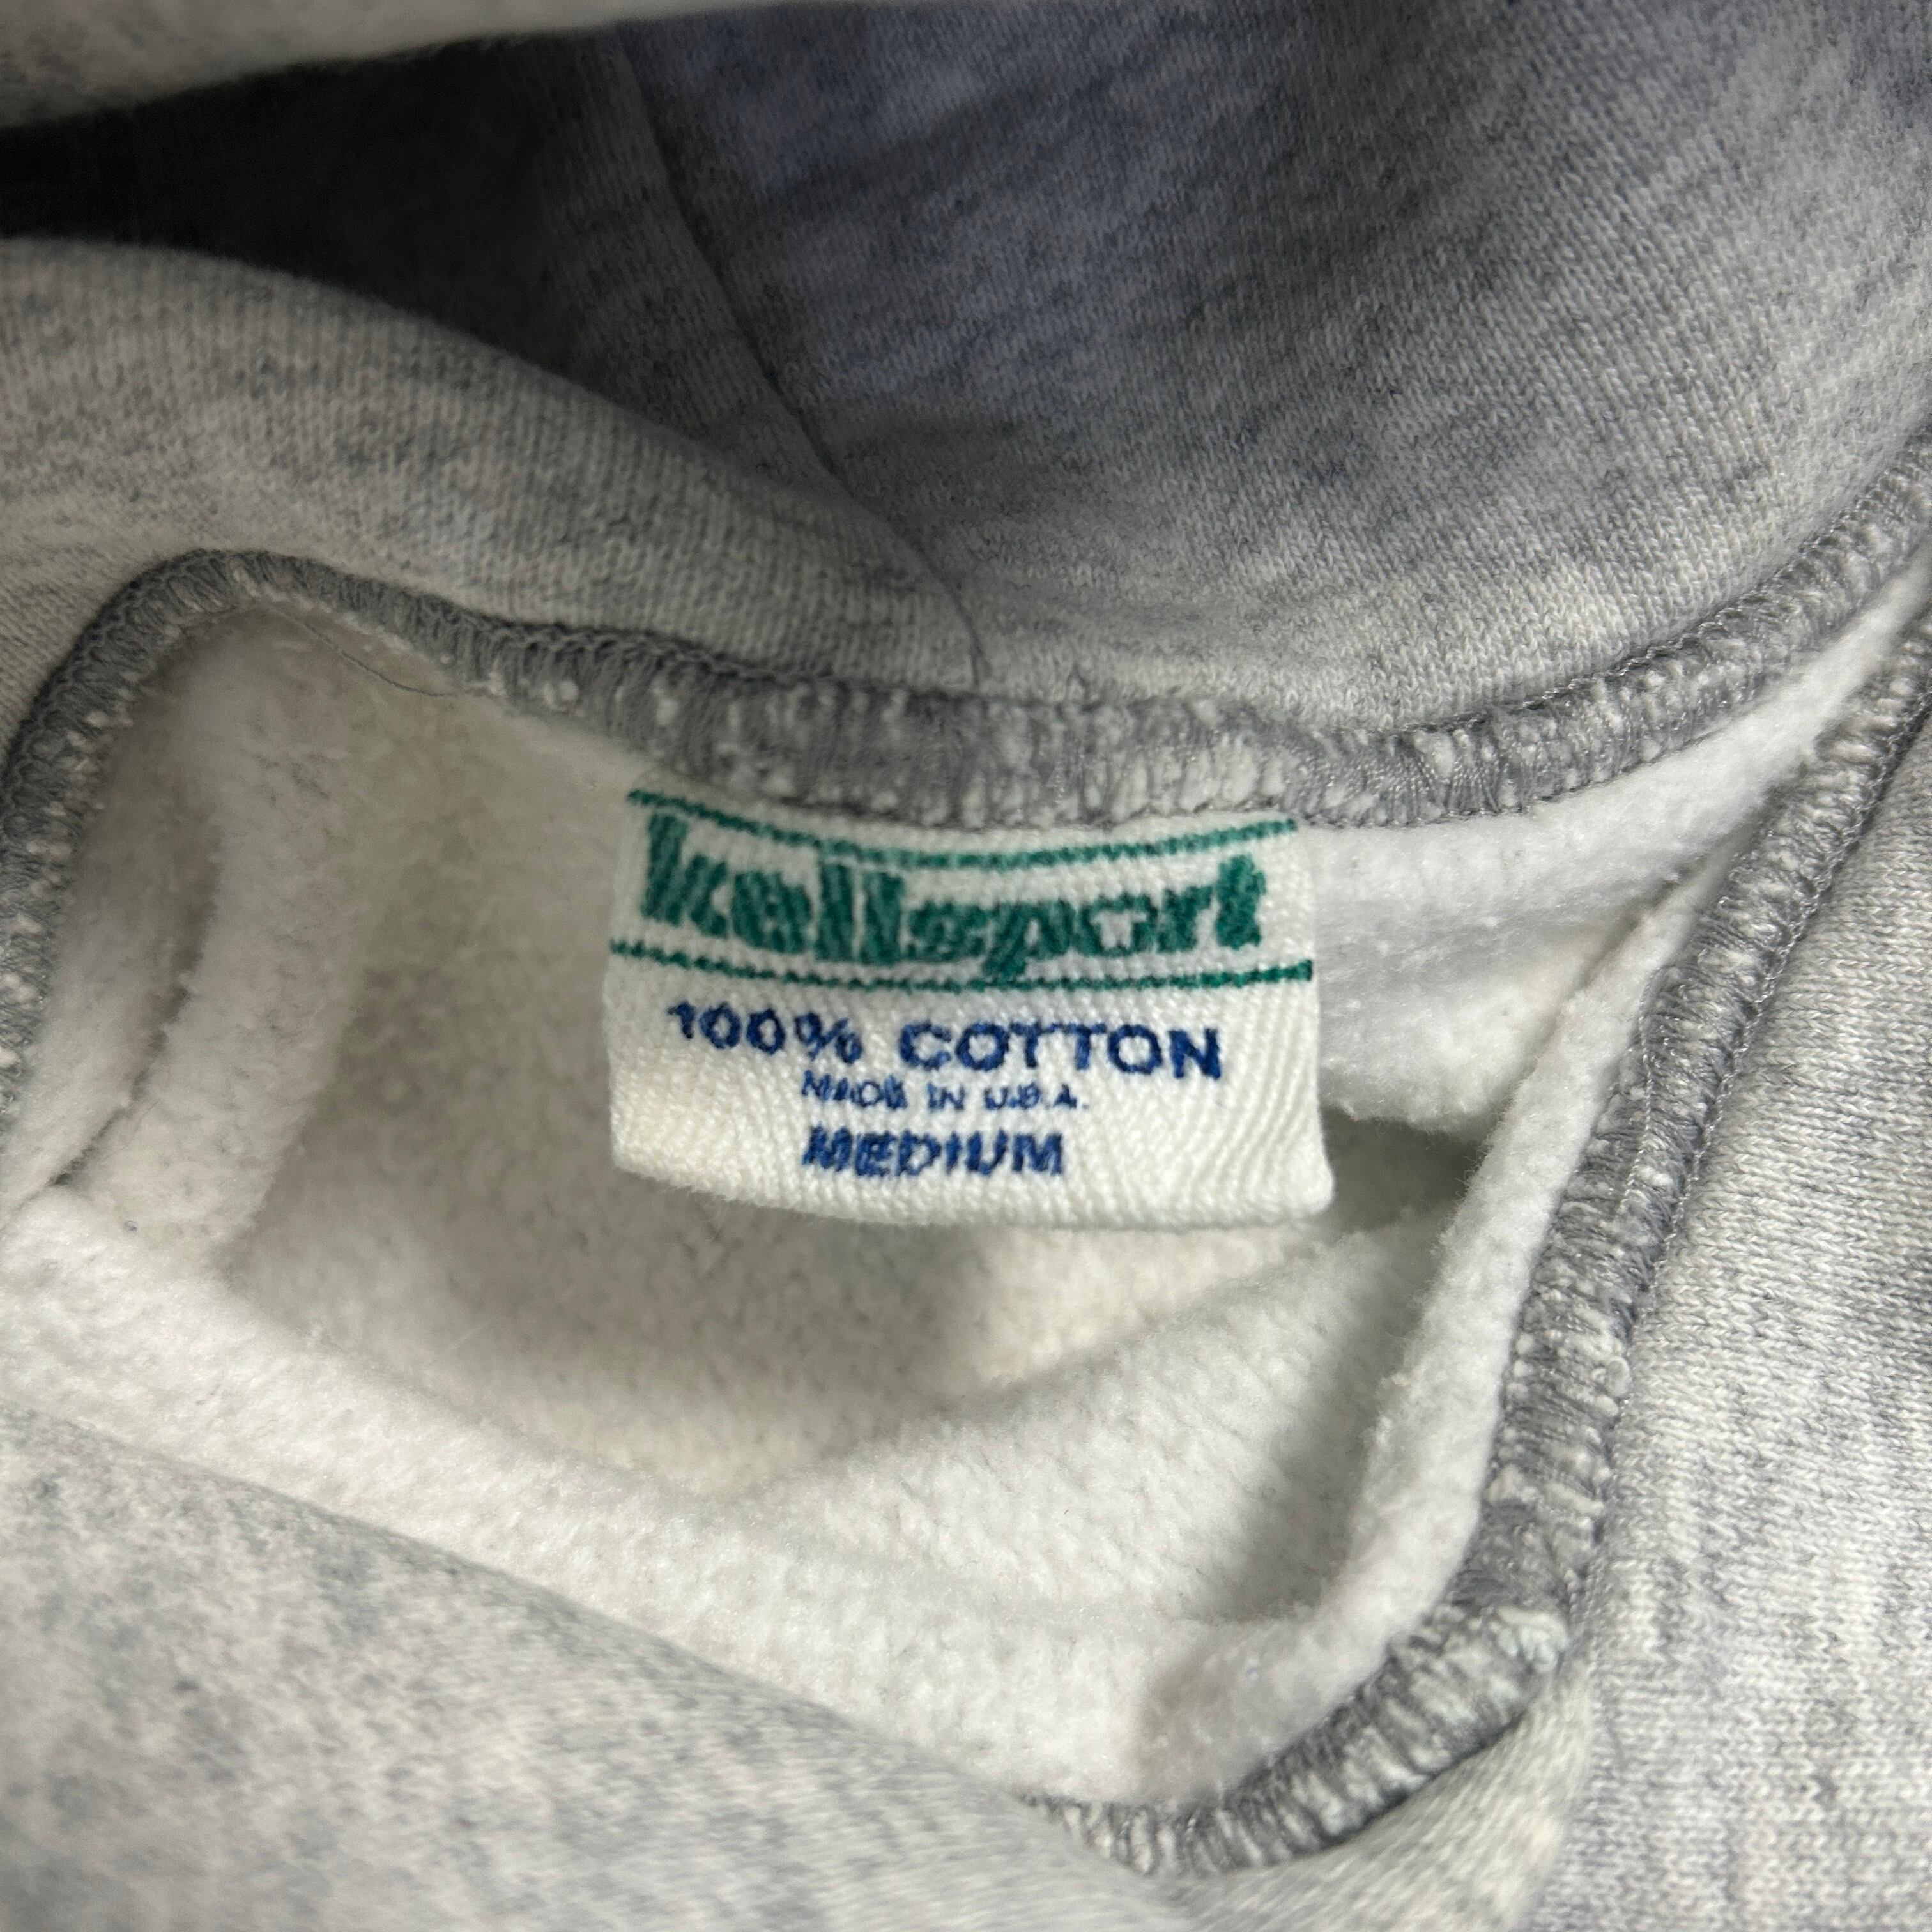 kellsport
100% COTTON
MADE IN U.S.A.
MEDIUM